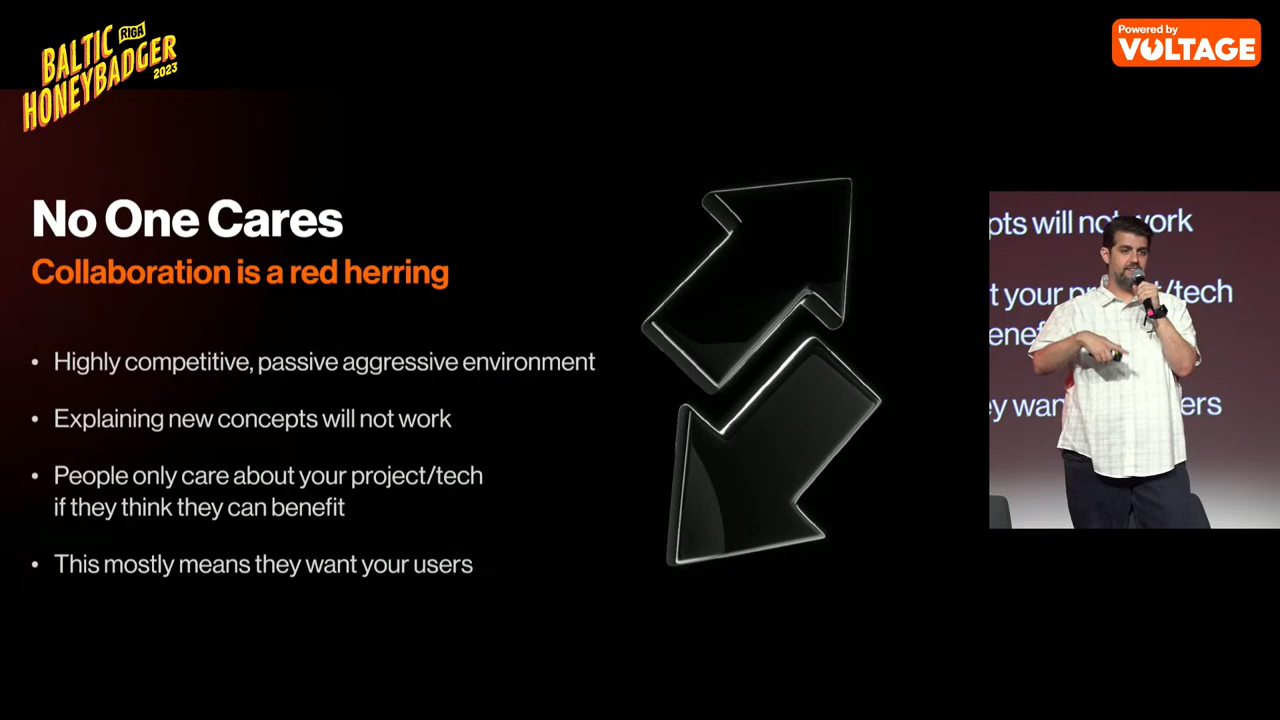 BALTIC
RIGA
HONEYBADGER
2023
Powered by
VOLTAGE
No One Cares
Collaboration is a red herring
• Highly competitive, passive aggressive environment
• Explaining new concepts will not work
• People only care about your project/tech
if they think they can benefit
• This mostly means they want your users
pts will not work
t your project/tech
enef
ey wan ers